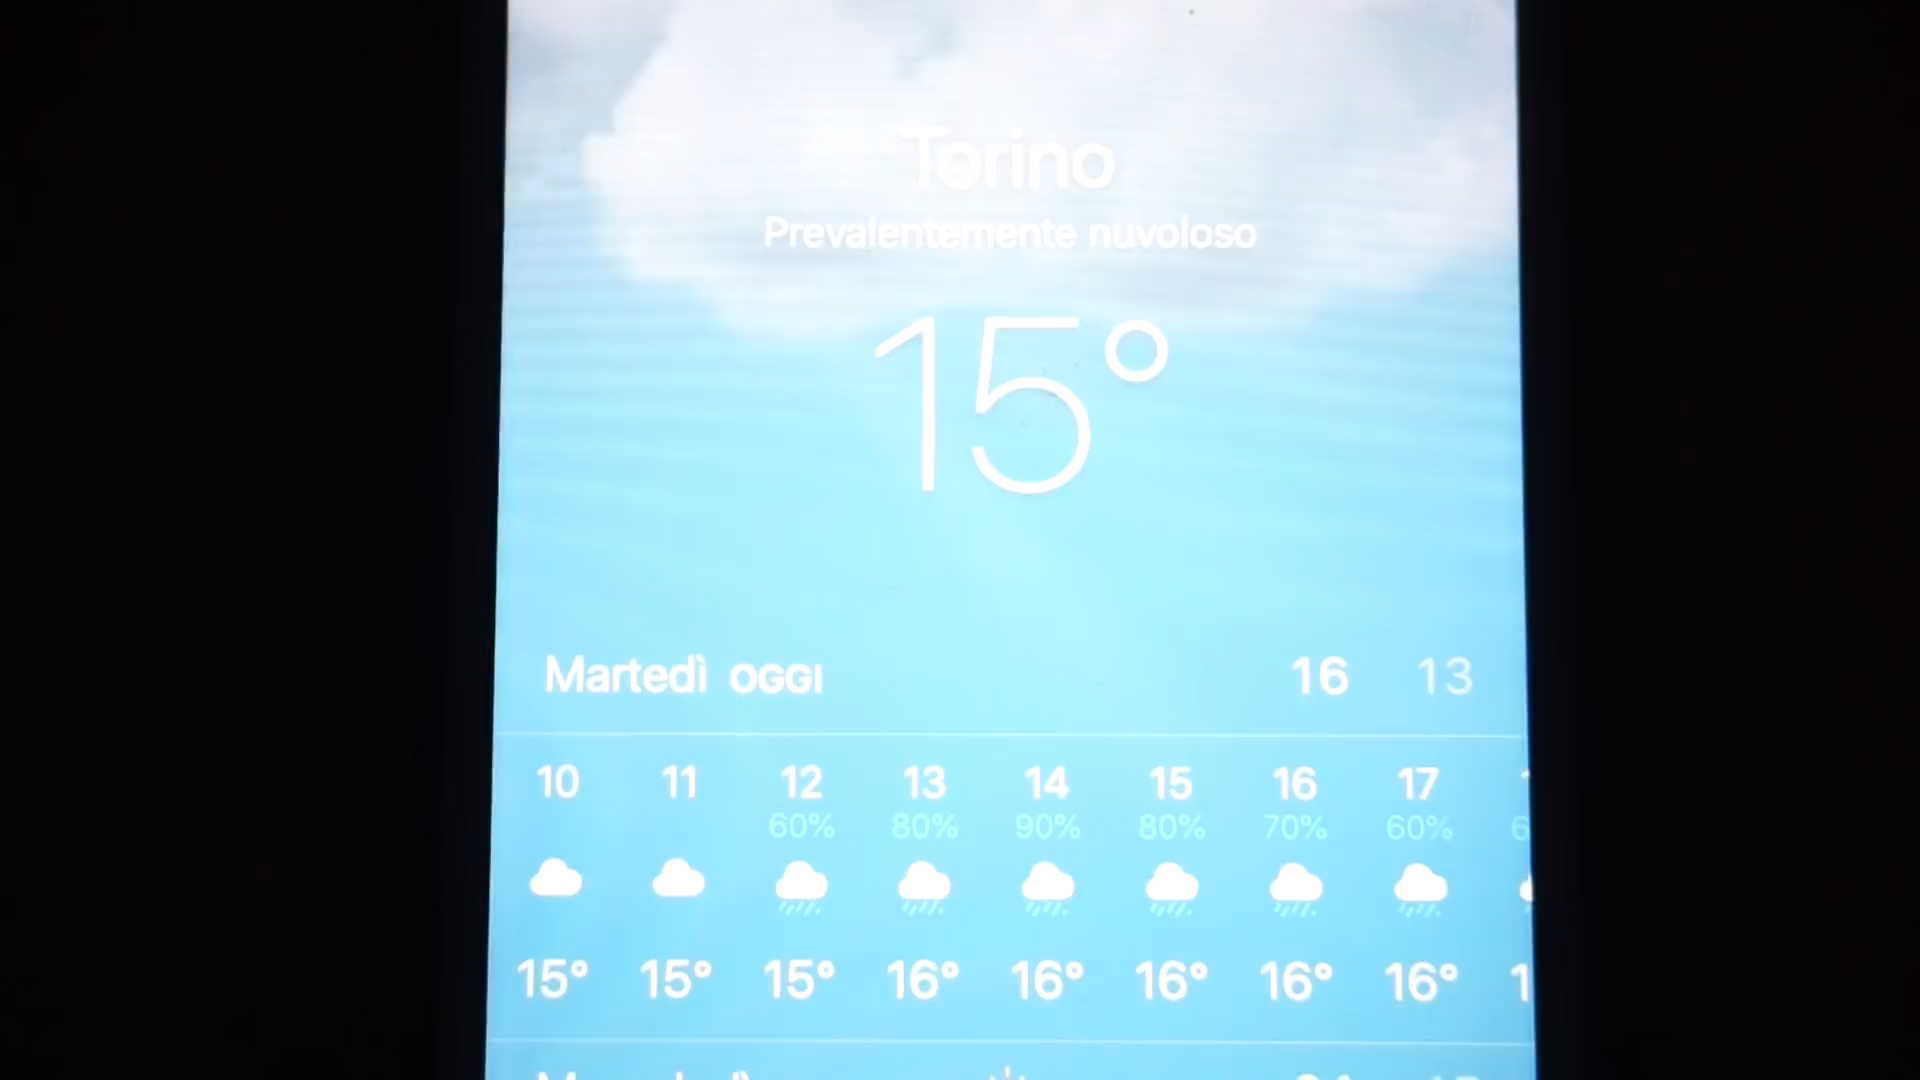 Torino
Prevalentemente nuvoloso
15°
Martedì OGGI 16 13
10 11 12 13 14 15 16 17
60% 80% 90% 80% 70% 60%
15° 15° 15° 16° 16° 16° 16° 16°